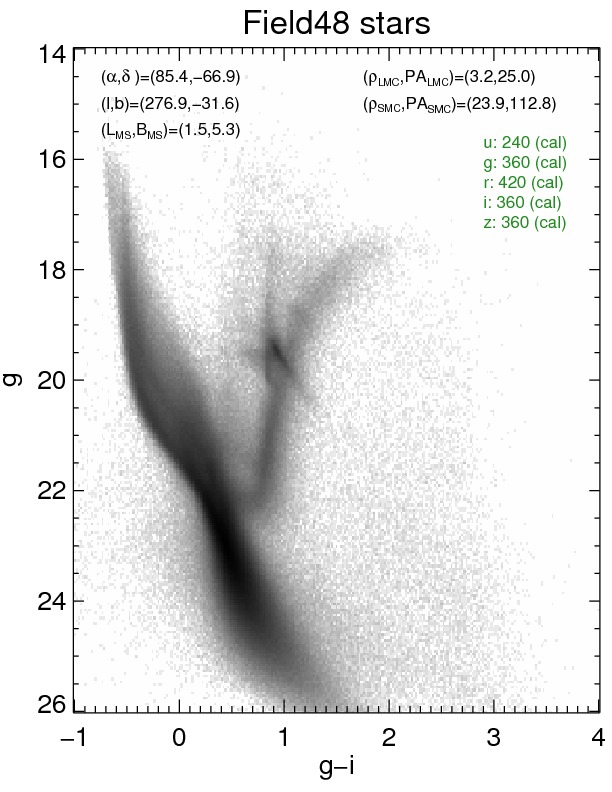 Field48 stars
(α,δ)=(85.4,−66.9)
(ρLMC,PALMC)=(3.2,25.0)
(l,b)=(276.9,−31.6)
(ρSMC,PASMC)=(23.9,112.8)
(LMS,BMS)=(1.5,5.3)
u: 240 (cal)
g: 360 (cal)
r: 420 (cal)
i: 360 (cal)
z: 360 (cal)
14
16
18
20
22
24
26
g
−1 0 1 2 3 4
g−i